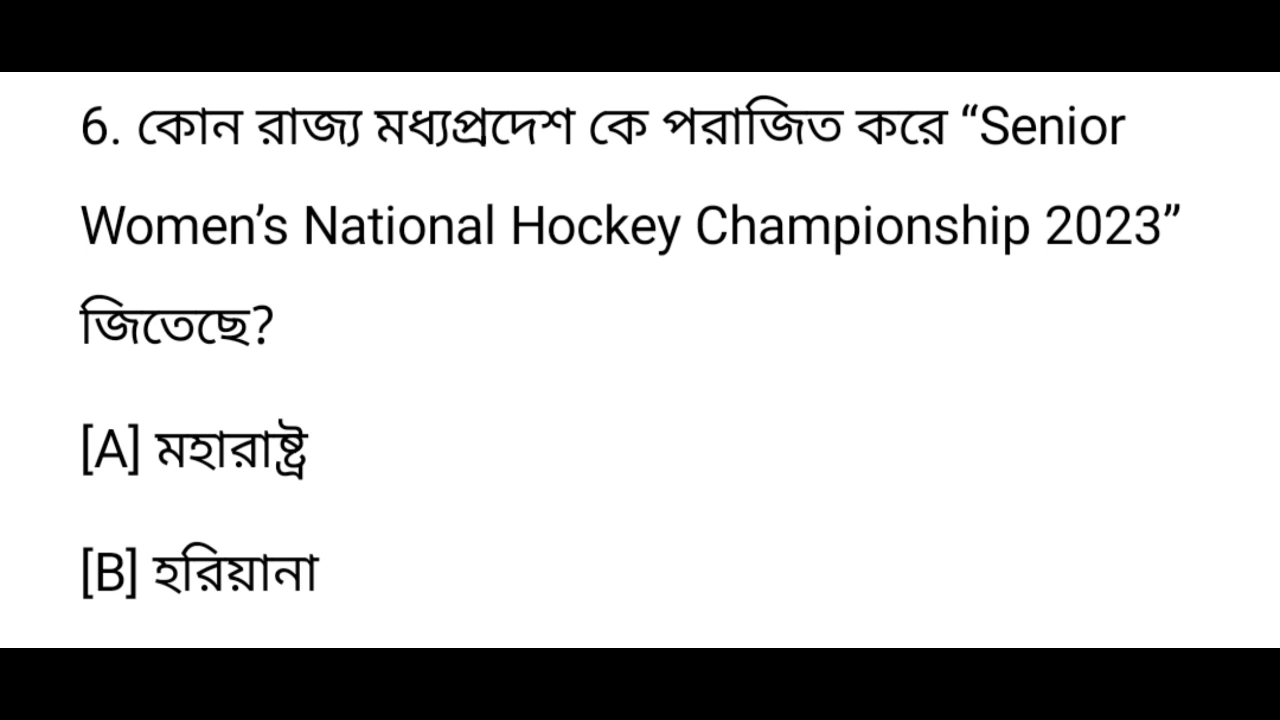 6. কোন রাজ্য মধ্যপ্রদেশ কে পরাজিত করে “Senior
Women’s National Hockey Championship 2023”
জিতেছে?
[A] মহারাষ্ট্র
[B] হরিয়ানা